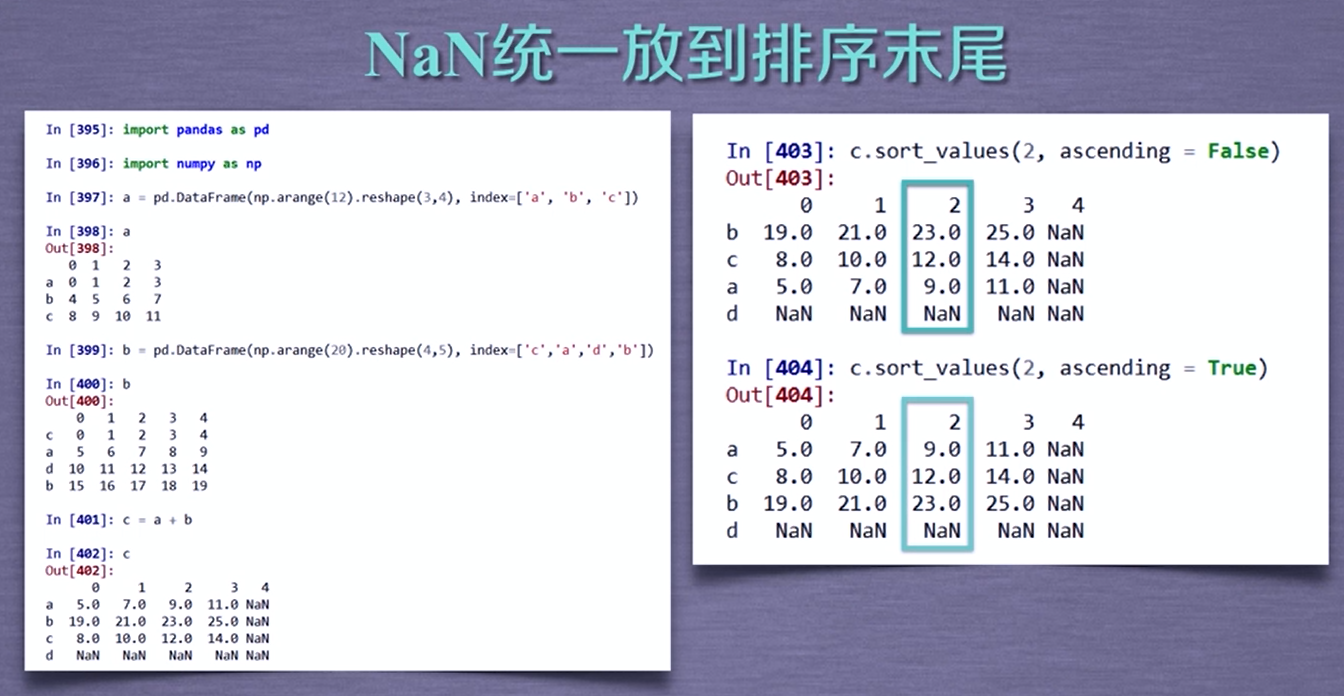 NaN统一放到排序末尾
In [395]: import pandas as pd
In [396]: import numpy as np
In [397]: a = pd.DataFrame(np.arange(12).reshape(3,4), index=['a', 'b', 'c'])
In [398]: a
Out[398]:
0 1 2 3
a 0 1 2 3
b 4 5 6 7
c 8 9 10 11
In [399]: b = pd.DataFrame(np.arange(20).reshape(4,5), index=['c','a','d','b'])
In [400]: b
Out[400]:
0 1 2 3 4
c 0 1 2 3 4
a 5 6 7 8 9
d 10 11 12 13 14
b 15 16 17 18 19
In [401]: c = a + b
In [402]: c
Out[402]:
0 1 2 3 4
a 5.0 7.0 9.0 11.0 NaN
b 19.0 21.0 23.0 25.0 NaN
c 8.0 10.0 12.0 14.0 NaN
d NaN NaN NaN NaN NaN
In [403]: c.sort_values(2, ascending = False)
Out[403]:
0 1 2 3 4
b 19.0 21.0 23.0 25.0 NaN
c 8.0 10.0 12.0 14.0 NaN
a 5.0 7.0 9.0 11.0 NaN
d NaN NaN NaN NaN NaN
In [404]: c.sort_values(2, ascending = True)
Out[404]:
0 1 2 3 4
a 5.0 7.0 9.0 11.0 NaN
c 8.0 10.0 12.0 14.0 NaN
b 19.0 21.0 23.0 25.0 NaN
d NaN NaN NaN NaN NaN